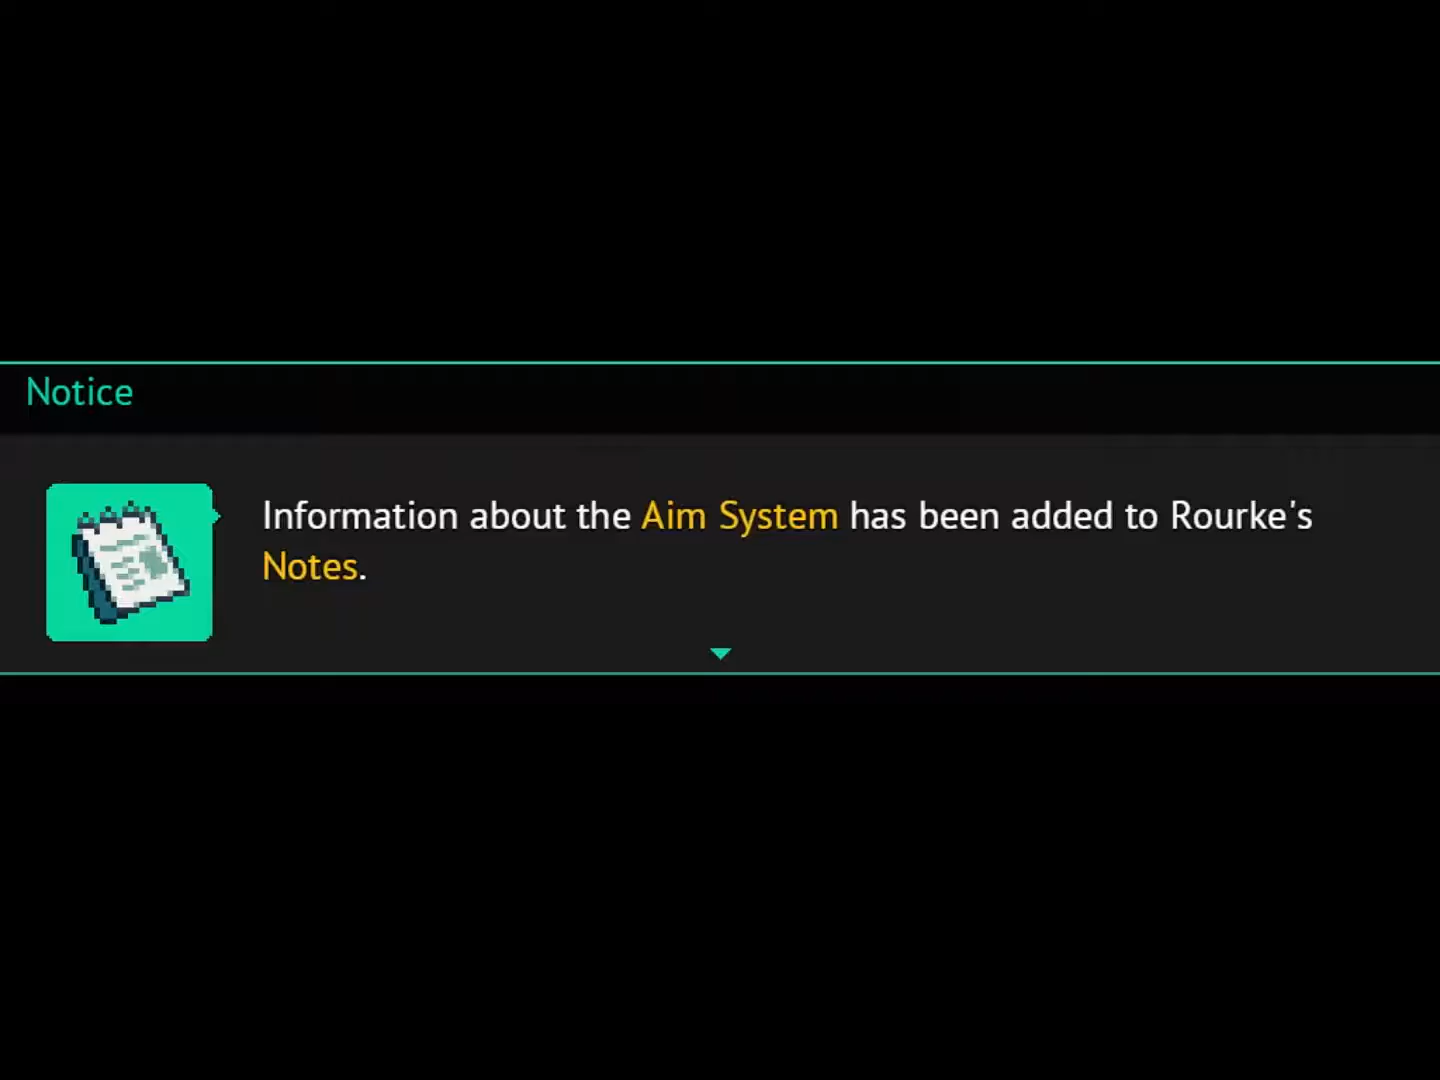 Notice
Information about the Aim System has been added to Rourke's
Notes.